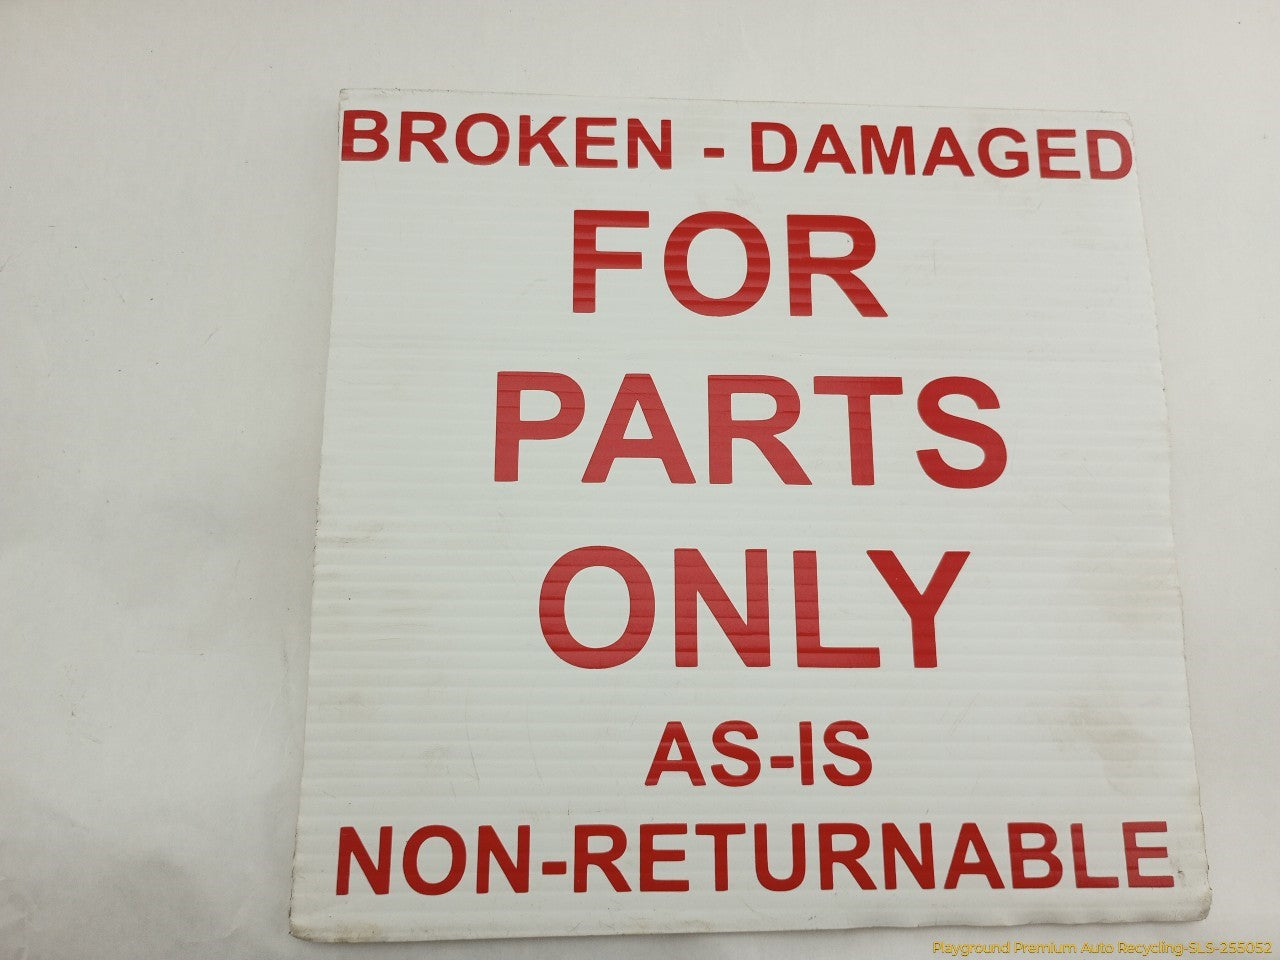 BROKEN - DAMAGED
FOR
PARTS
ONLY
AS-IS
NON-RETURNABLE
Playground Premium Auto Recycling-SLS-255052